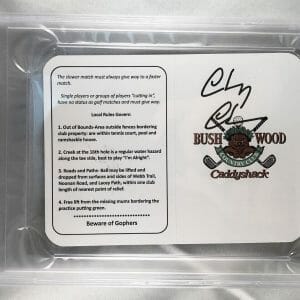 The slower match must always give way to a faster
match.
Single players or groups of players "cutting in",
have no status as golf matches and must give way.
Local Rules Govern:
1. Out of Bounds-Area outside fences bordering
club property: are within tennis court, pool and
ramshackle house.
2. Creek at the 15th hole is a regular water hazard
along the tee side, best to play "I'm Alright".
3. Roads and Paths: Ball may be lifted and
dropped from surfaces and sides of Webb Trail,
Noonan Road, and Lacey Path, within one club
length of nearest point of relief.
4. Free lift from the missing mums bordering the
practice putting green.
Beware of Gophers
BUSH WOOD
COUNTRY CLUB
Caddyshack